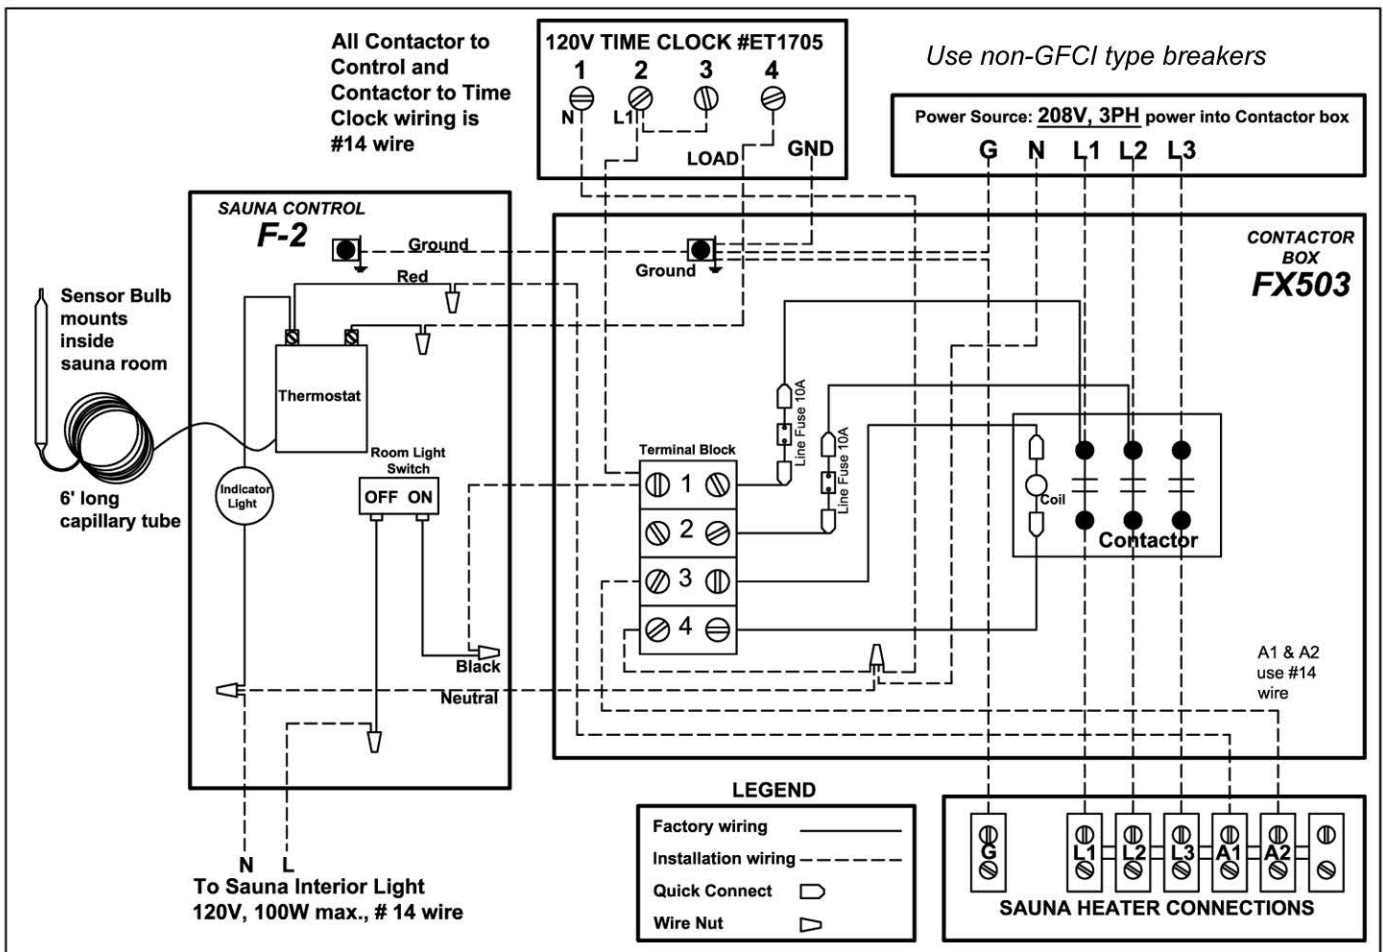 All Contactor to
Control and
Contactor to Time
Clock wiring is
#14 wire
120V TIME CLOCK #ET1705
1 2 3 4
N L1
LOAD GND
Use non-GFCI type breakers
Power Source: 208V, 3PH power into Contactor box
G N L1 L2 L3
SAUNA CONTROL
F-2
Ground
Red
Sensor Bulb
mounts
inside
sauna room
6' long
capillary tube
Thermostat
Indicator
Light
Room Light
Switch
OFF ON
Black
Neutral
N L
To Sauna Interior Light
120V, 100W max., # 14 wire
CONTACTOR
BOX
FX503
Ground
Line Fuse 10A
Line Fuse 10A
Terminal Block
1
2
3
4
Coil
Contactor
A1 & A2
use #14
wire
LEGEND
Factory wiring
Installation wiring
Quick Connect
Wire Nut
G L1 L2 L3 A1 A2
SAUNA HEATER CONNECTIONS